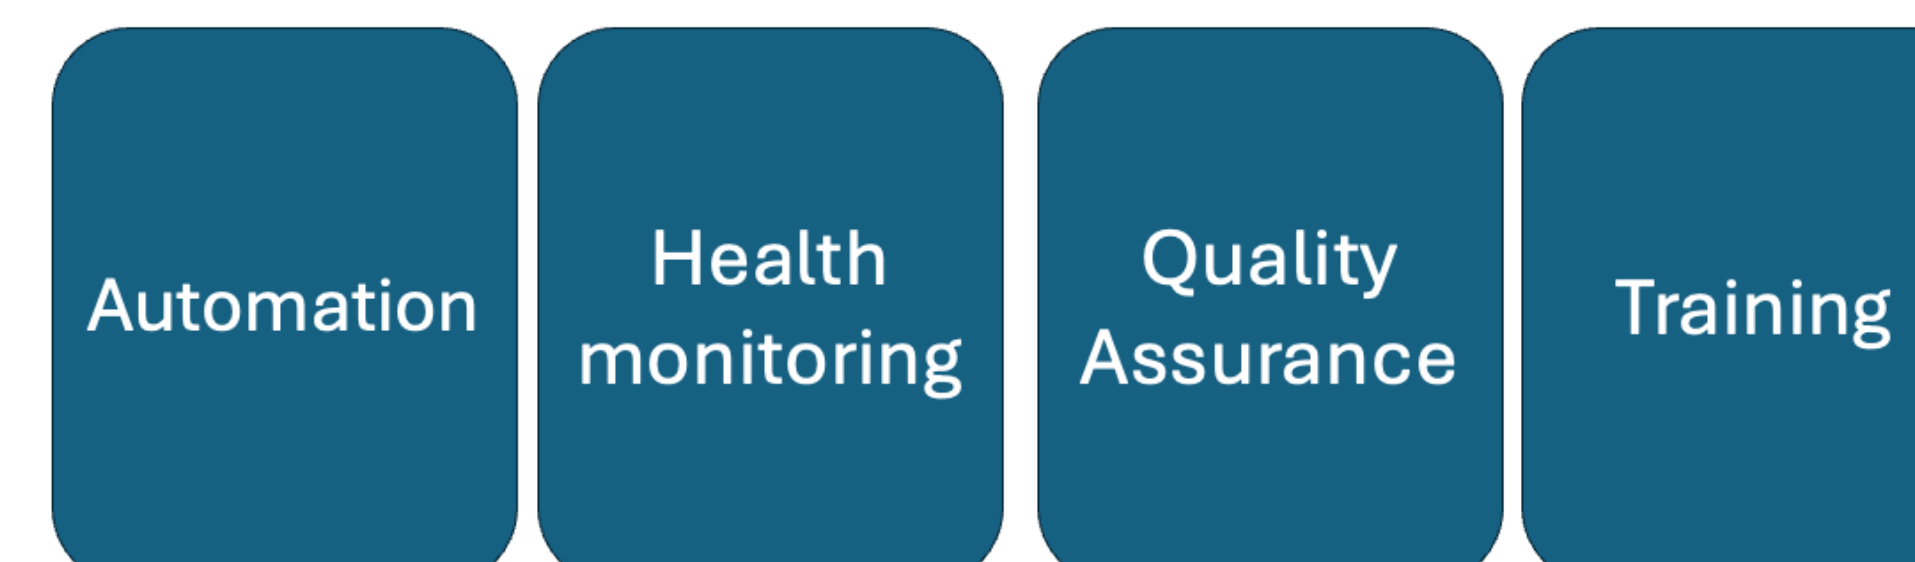 Automation
Health
monitoring
Quality
Assurance
Training